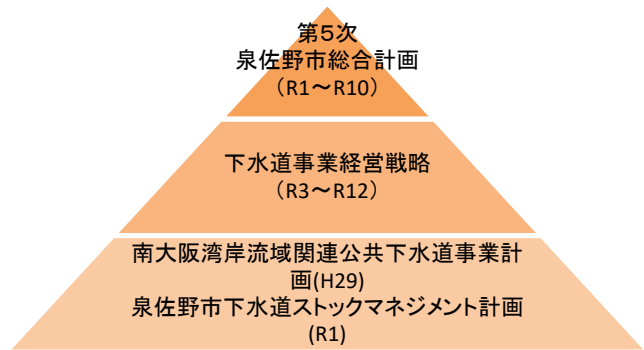 第5次
泉佐野市総合計画
（R1～R10）
下水道事業経営戦略
（R3～R12）
南大阪湾岸流域関連公共下水道事業計
画(H29)
泉佐野市下水道ストックマネジメント計画
(R1)